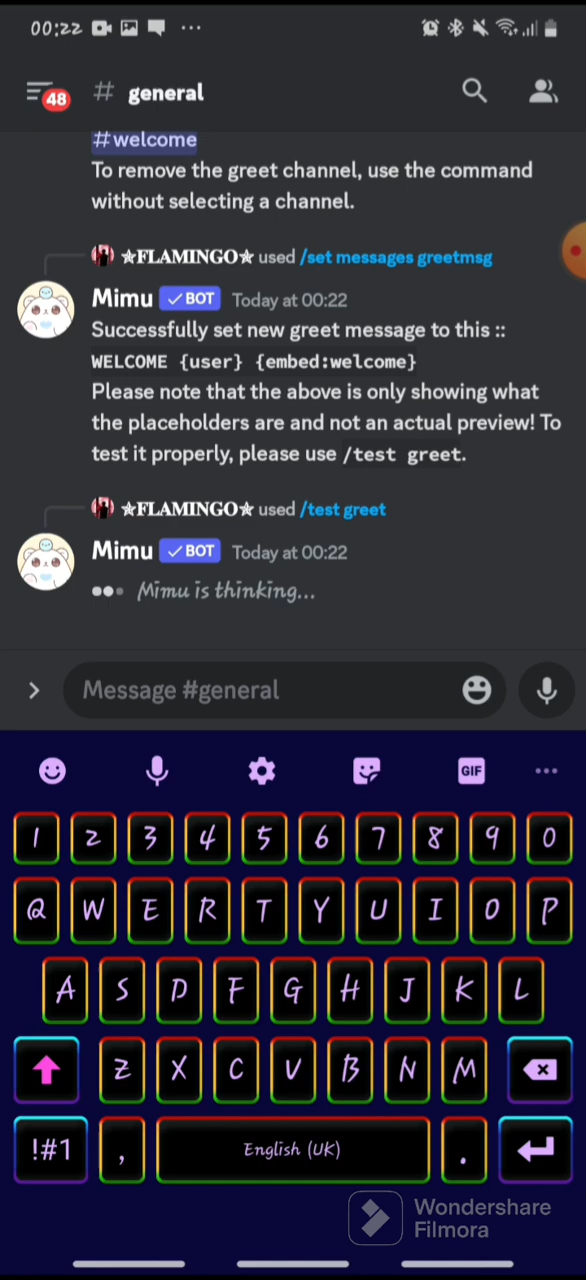 00:22
48
# general
#welcome
To remove the greet channel, use the command
without selecting a channel.
✯FLAMINGO✯ used /set messages greetmsg
Mimu ✓ BOT Today at 00:22
Successfully set new greet message to this ::
WELCOME {user} {embed:welcome}
Please note that the above is only showing what
the placeholders are and not an actual preview! To
test it properly, please use /test greet.
✯FLAMINGO✯ used /test greet
Mimu ✓ BOT Today at 00:22
Mimu is thinking...
Message #general
GIF
1 2 3 4 5 6 7 8 9 0
Q W E R T Y U I O P
A S D F G H J K L
Z X C V B N M
!#1 , English (UK) .
Wondershare
Filmora